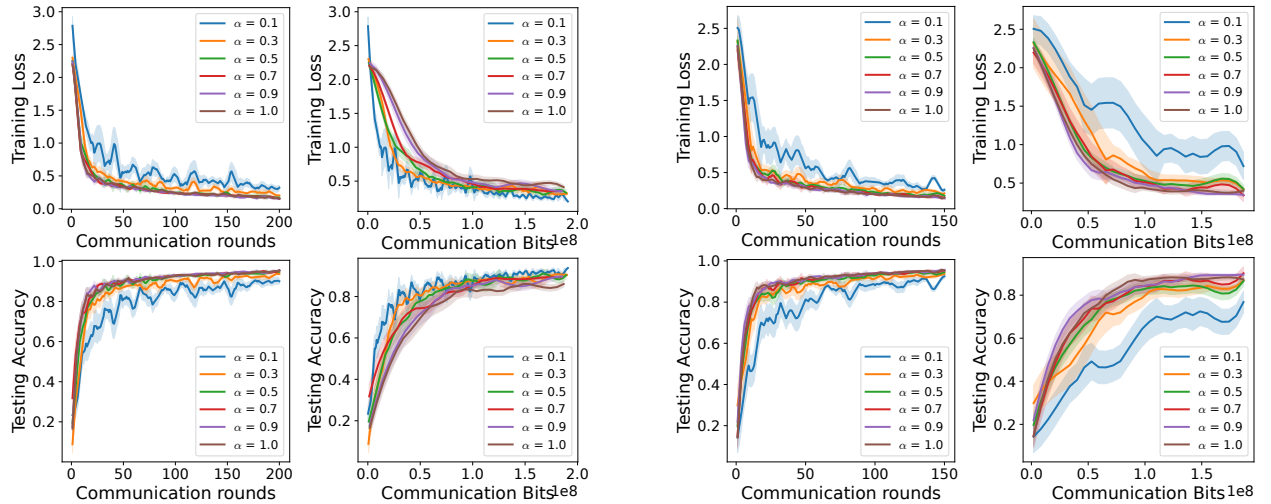 Training Loss
3.0
2.5
2.0
1.5
1.0
0.5
0.0
α = 0.1
α = 0.3
α = 0.5
α = 0.7
α = 0.9
α = 1.0
0 50 100 150 200
Communication rounds
Training Loss
3.0
2.5
2.0
1.5
1.0
0.5
α = 0.1
α = 0.3
α = 0.5
α = 0.7
α = 0.9
α = 1.0
0.0 0.5 1.0 1.5 2.0
Communication Bits 1e8
Training Loss
2.5
2.0
1.5
1.0
0.5
0.0
α = 0.1
α = 0.3
α = 0.5
α = 0.7
α = 0.9
α = 1.0
0 50 100 150
Communication rounds
Training Loss
2.5
2.0
1.5
1.0
0.5
α = 0.1
α = 0.3
α = 0.5
α = 0.7
α = 0.9
α = 1.0
0.0 0.5 1.0 1.5
Communication Bits 1e8
Testing Accuracy
1.0
0.8
0.6
0.4
0.2
α = 0.1
α = 0.3
α = 0.5
α = 0.7
α = 0.9
α = 1.0
0 50 100 150 200
Communication rounds
Testing Accuracy
0.8
0.6
0.4
0.2
α = 0.1
α = 0.3
α = 0.5
α = 0.7
α = 0.9
α = 1.0
0.0 0.5 1.0 1.5 2.0
Communication Bits 1e8
Testing Accuracy
1.0
0.8
0.6
0.4
0.2
α = 0.1
α = 0.3
α = 0.5
α = 0.7
α = 0.9
α = 1.0
0 50 100 150
Communication rounds
Testing Accuracy
0.8
0.6
0.4
0.2
α = 0.1
α = 0.3
α = 0.5
α = 0.7
α = 0.9
α = 1.0
0.0 0.5 1.0 1.5
Communication Bits 1e8